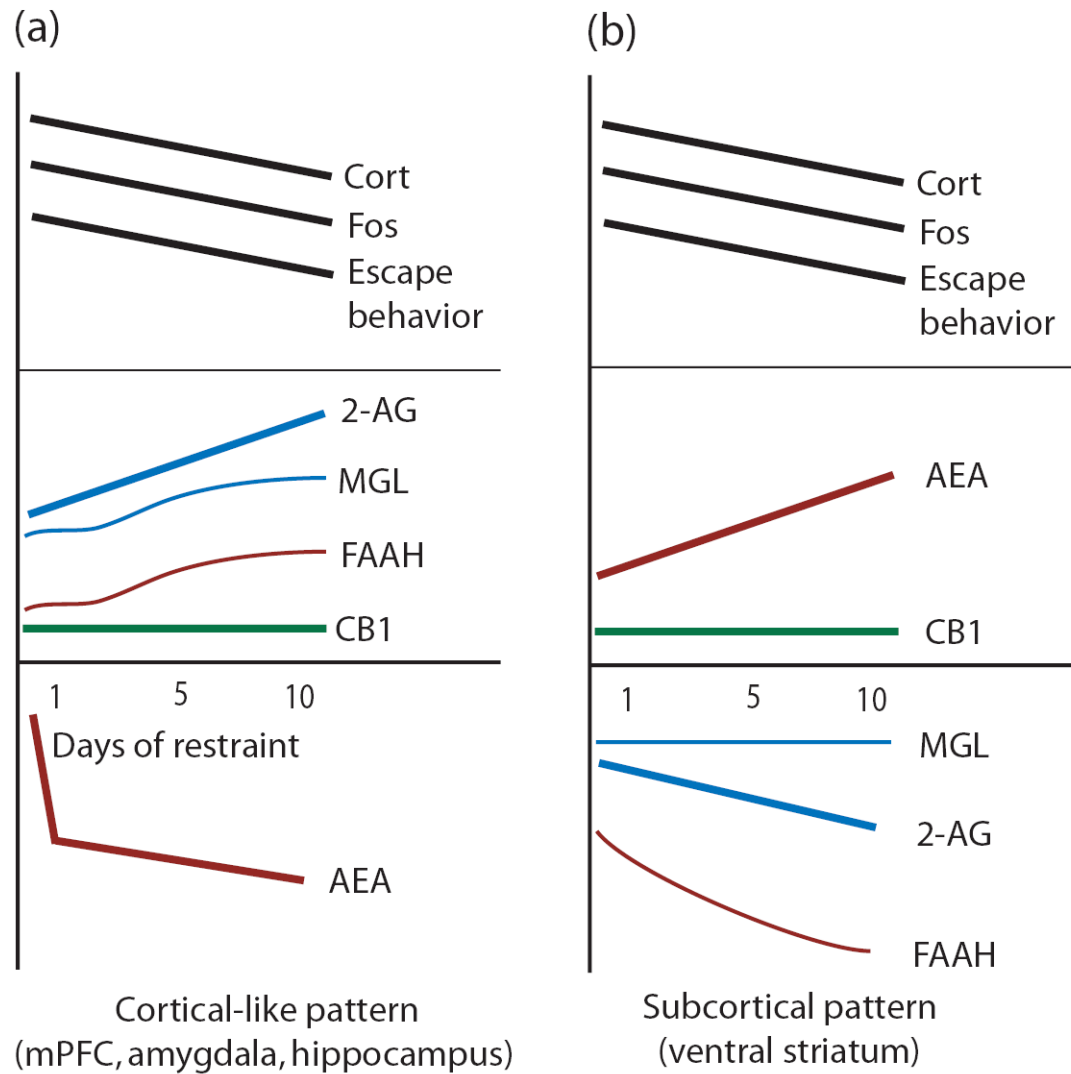 (a)
Cort
Fos
Escape
behavior
2-AG
MGL
FAAH
CB1
1 5 10
Days of restraint
AEA
Cortical-like pattern
(mPFC, amygdala, hippocampus)
(b)
Cort
Fos
Escape
behavior
AEA
CB1
1 5 10
MGL
2-AG
FAAH
Subcortical pattern
(ventral striatum)